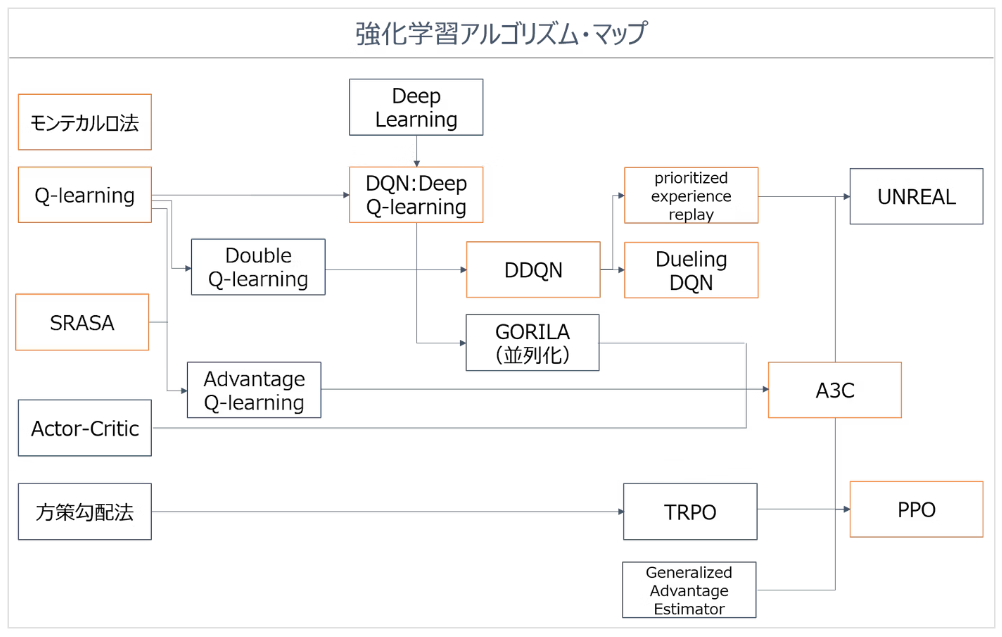 強化学習アルゴリズム・マップ
Deep
Learning
モンテカルロ法
Q-learning
DQN:Deep
Q-learning
prioritized
experience
replay
UNREAL
Double
Q-learning
DDQN
Dueling
DQN
SRASA
GORILA
（並列化）
Advantage
Q-learning
A3C
Actor-Critic
方策勾配法
TRPO
PPO
Generalized
Advantage
Estimator